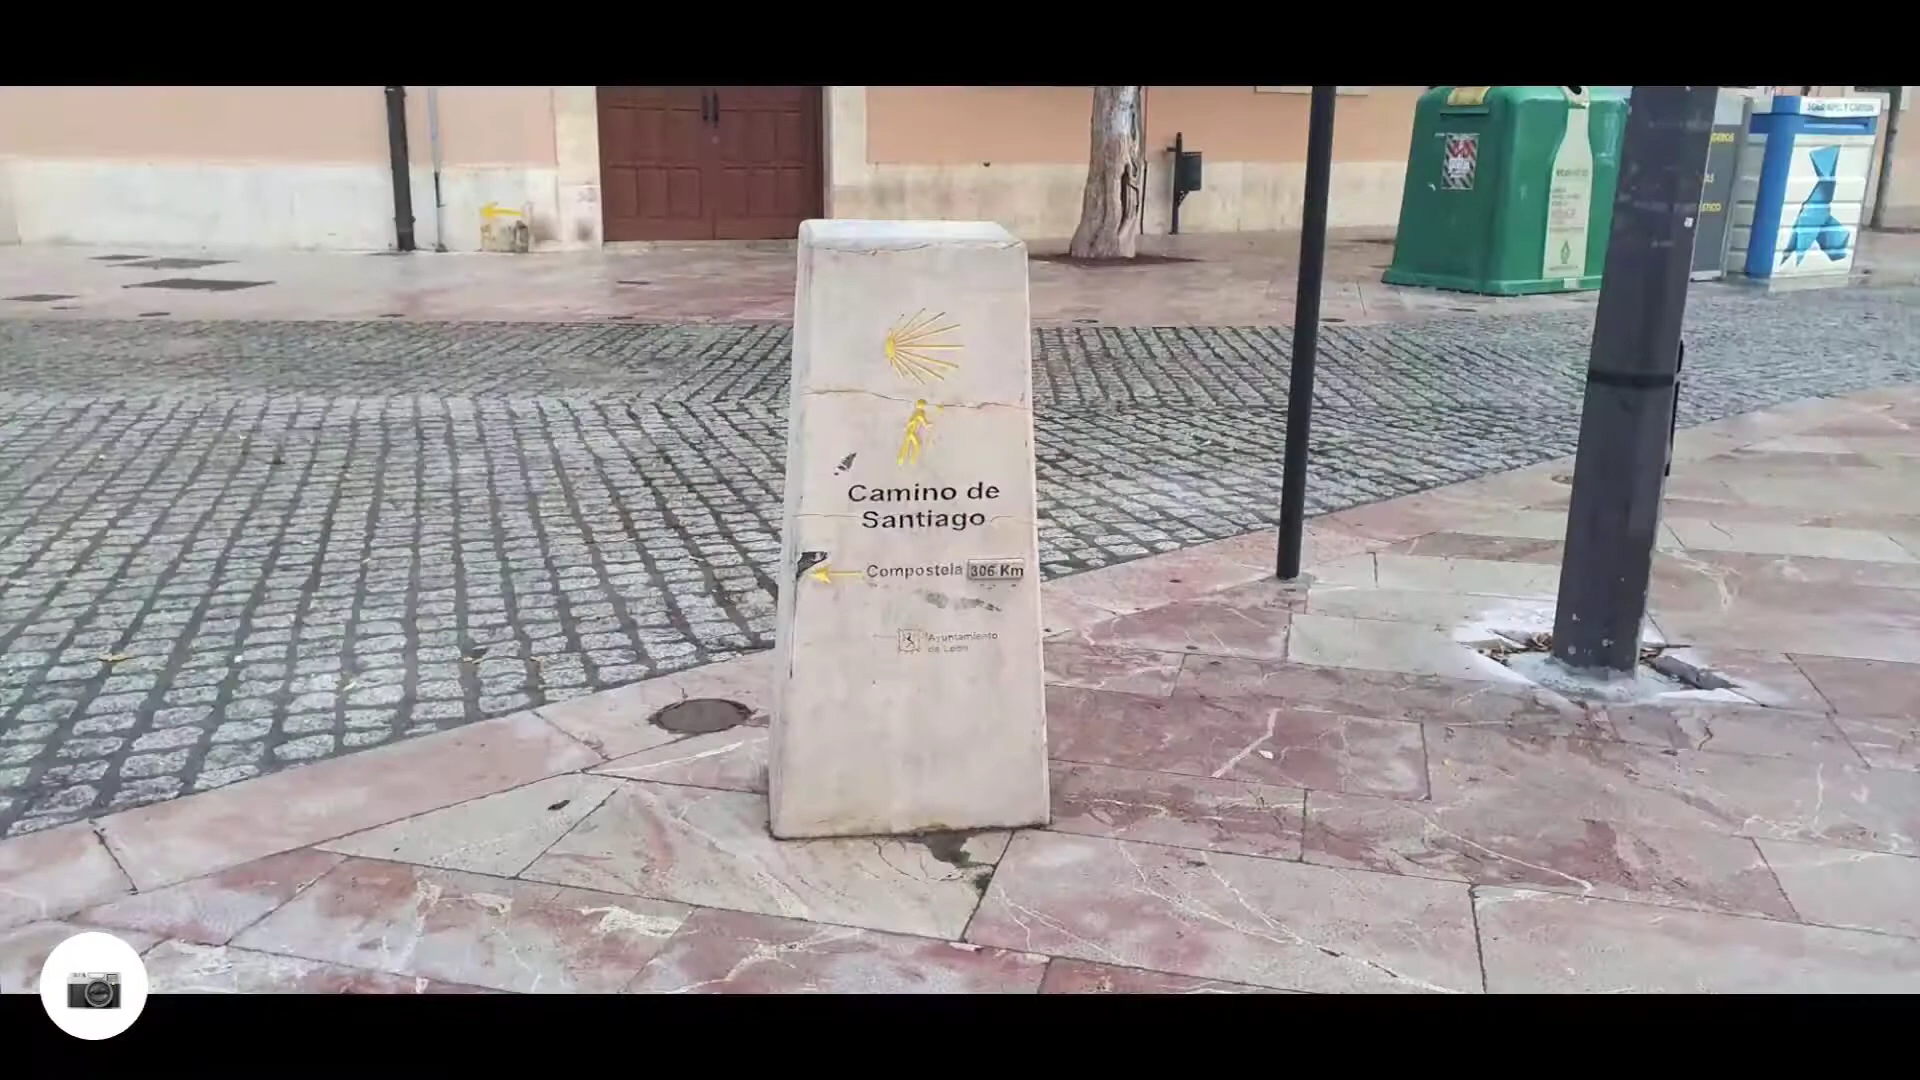 Camino de
Santiago
Compostela 306 Km
Ayuntamiento
de León